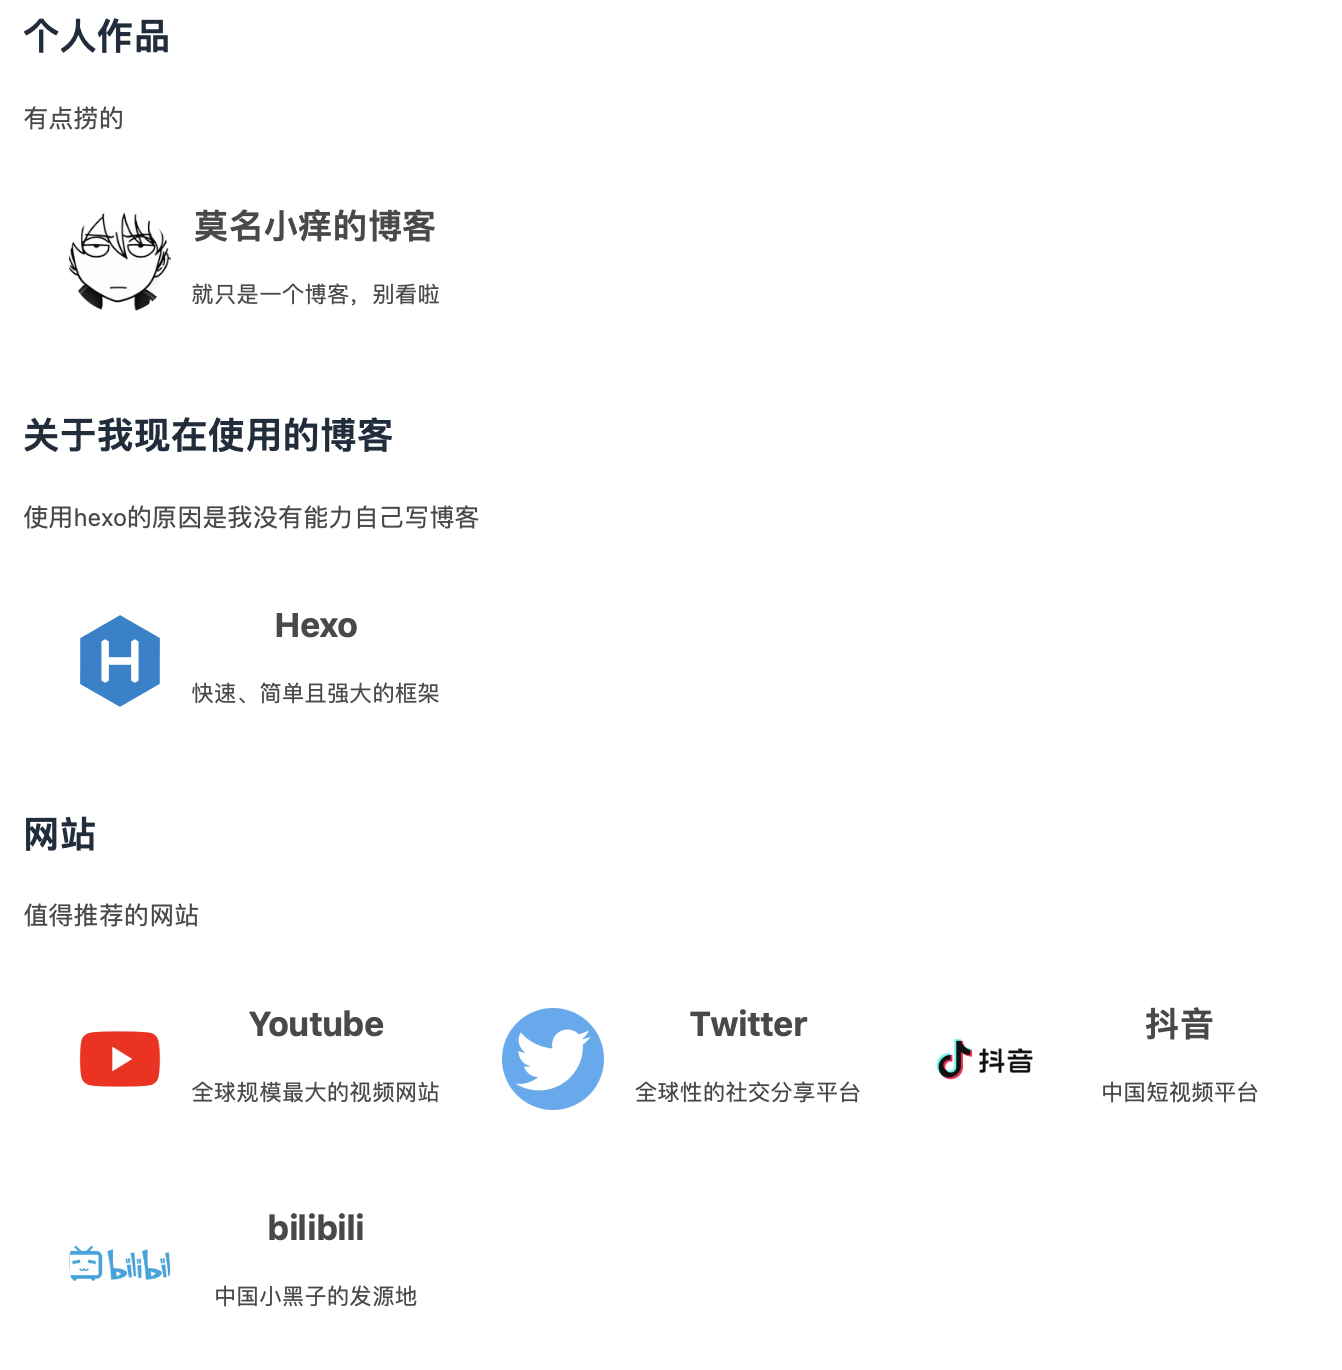 个人作品
有点捞的
莫名小痒的博客
就只是一个博客，别看啦
关于我现在使用的博客
使用hexo的原因是我没有能力自己写博客
H
Hexo
快速、简单且强大的框架
网站
值得推荐的网站
Youtube
全球规模最大的视频网站
Twitter
全球性的社交分享平台
抖音
抖音
中国短视频平台
bilibil
bilibili
中国小黑子的发源地